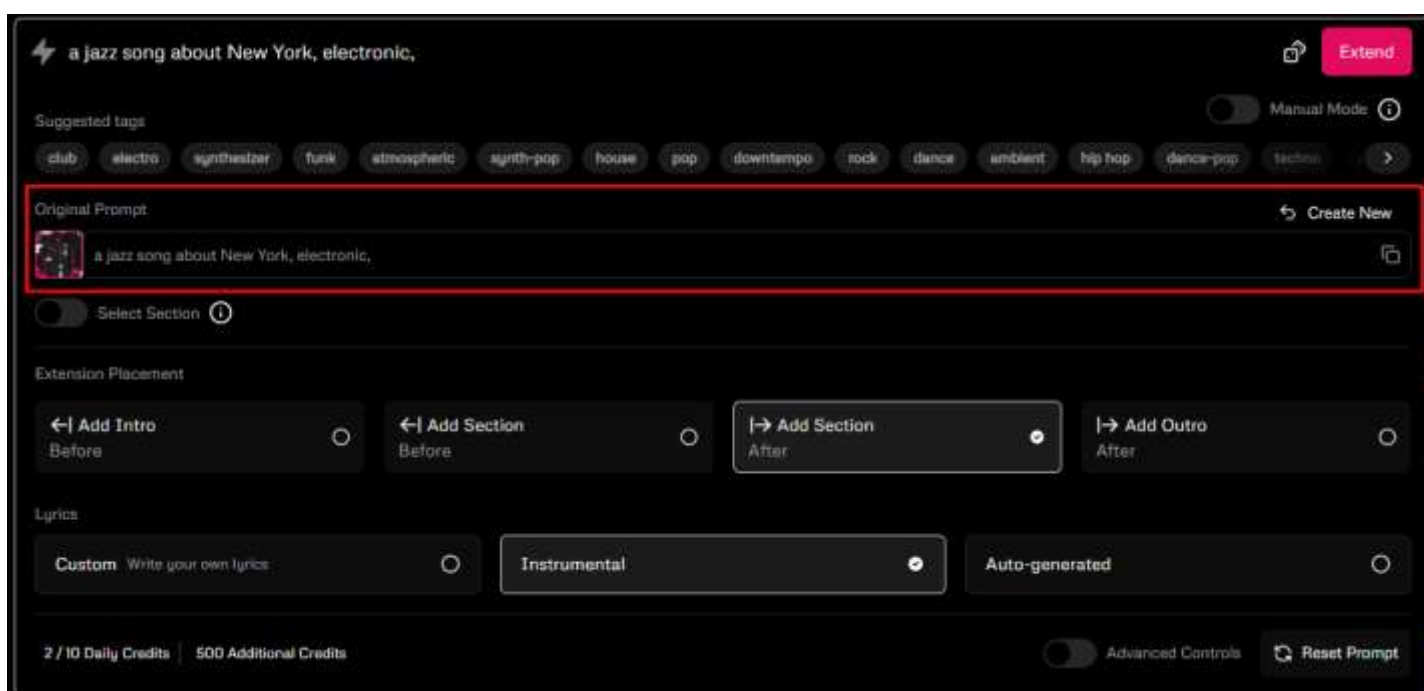 a jazz song about New York, electronic,
Extend
Manual Mode
Suggested tags
club electro synthesizer funk atmospheric synth-pop house pop downtempo rock dance ambient hip hop dance-pop techno
Original Prompt
Create New
a jazz song about New York, electronic,
Select Section
Extension Placement
Add Intro Add Section Add Section Add Outro
Before Before After After
Lyrics
Custom Write your own lyrics Instrumental Auto-generated
2 / 10 Daily Credits 500 Additional Credits Advanced Controls Reset Prompt